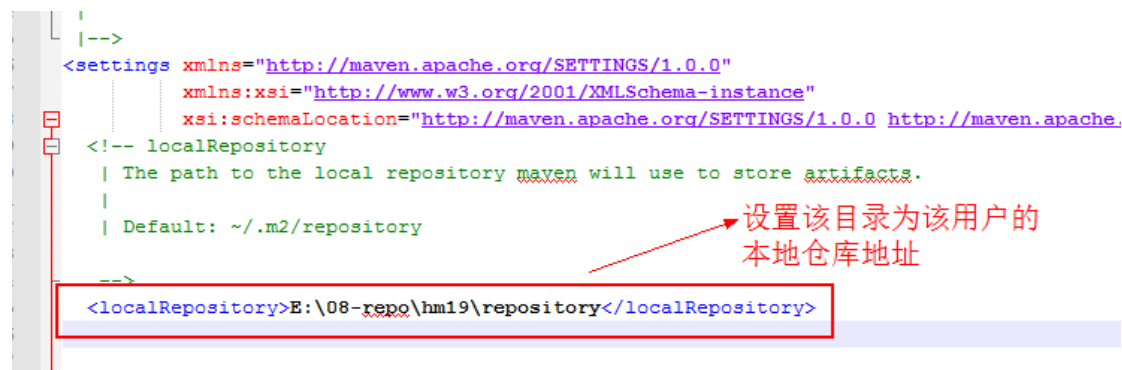 |
|-->
<settings xmlns="http://maven.apache.org/SETTINGS/1.0.0"
xmlns:xsi="http://www.w3.org/2001/XMLSchema-instance"
xsi:schemaLocation="http://maven.apache.org/SETTINGS/1.0.0 http://maven.apache.
<!-- localRepository
| The path to the local repository maven will use to store artifacts.
|
| Default: ~/.m2/repository
设置该目录为该用户的
本地仓库地址
-->
<localRepository>E:\08-repo\hm19\repository</localRepository>